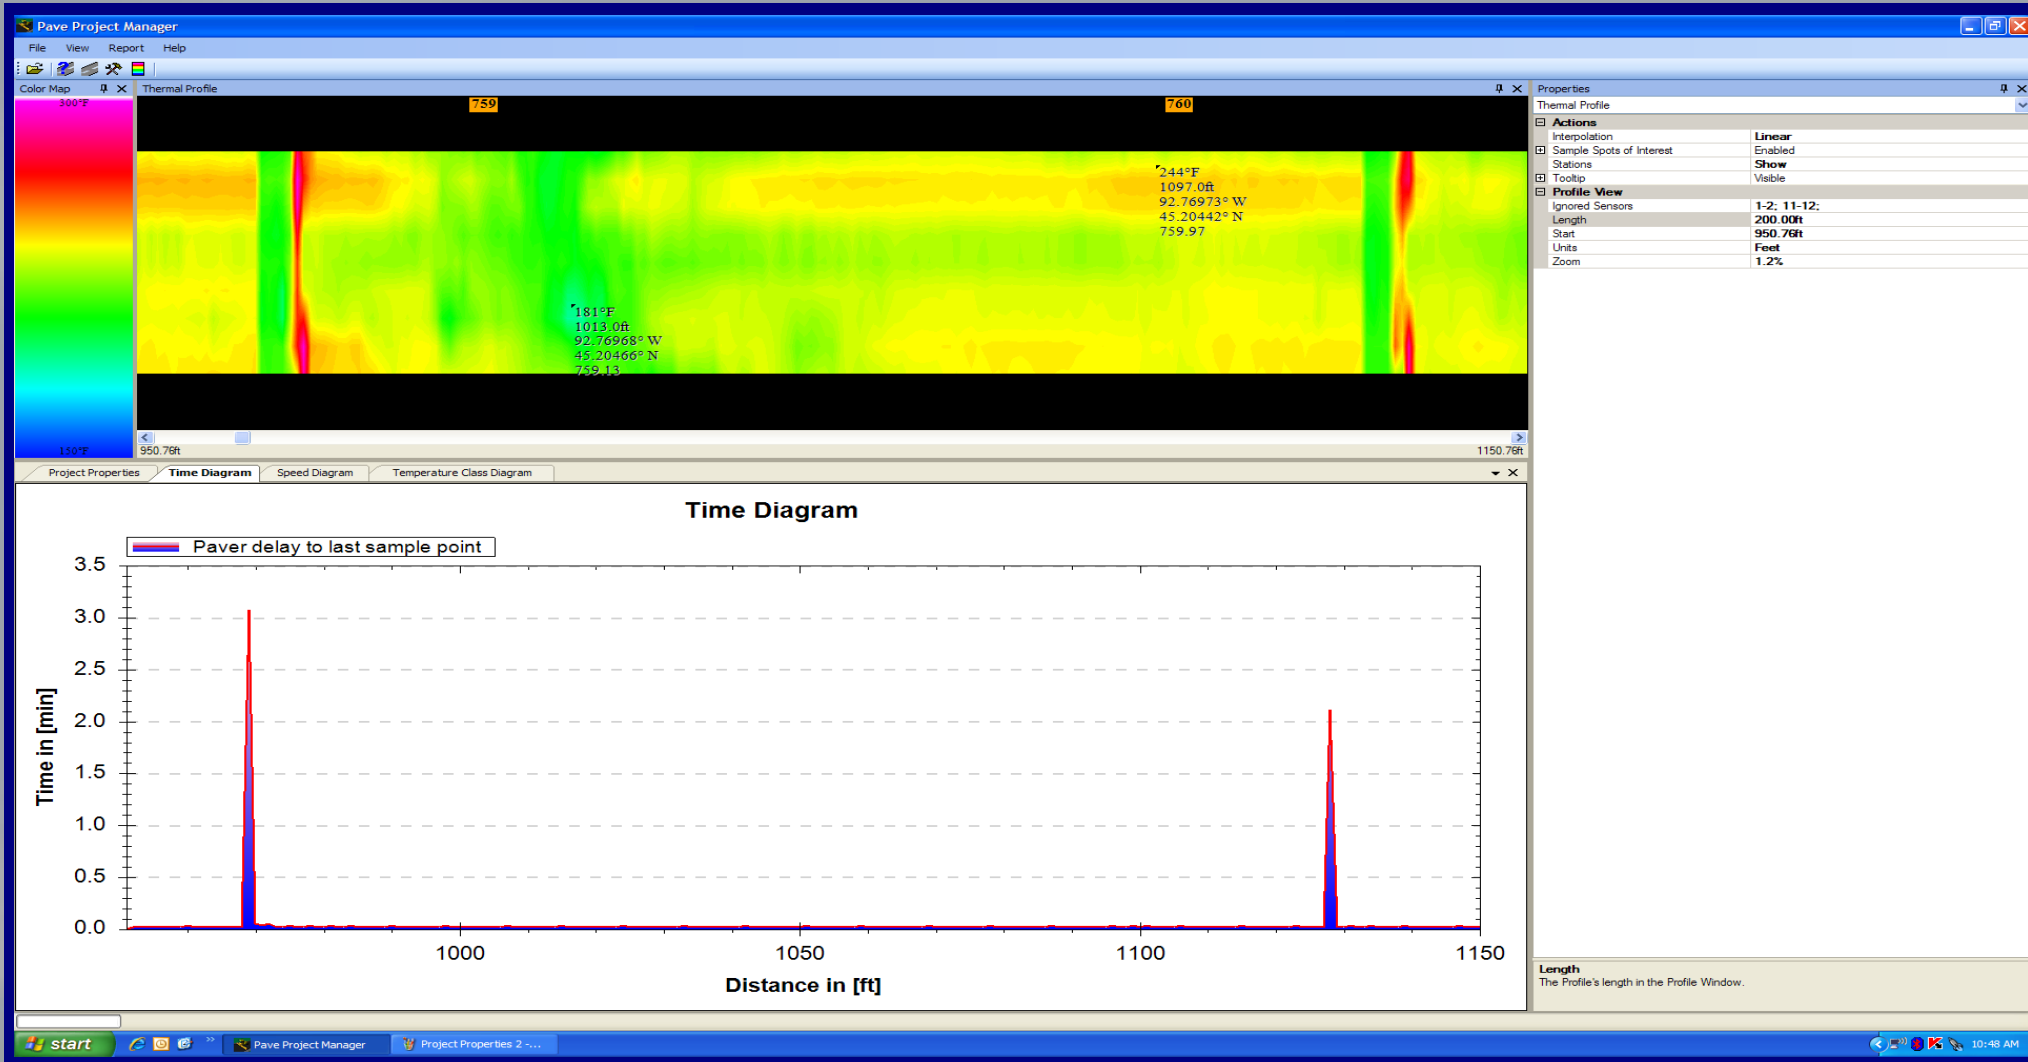 Pave Project Manager
File View Report Help
Color Map
300°F
150°F
Thermal Profile
759
760
244°F
1097.0ft
92.76973° W
45.20442° N
759.97
181°F
1013.0ft
92.76968° W
45.20466° N
759.13
950.76ft
1150.76ft
Properties
Thermal Profile
Actions
Interpolation Linear
Sample Spots of Interest Enabled
Stations Show
Tooltip Visible
Profile View
Ignored Sensors 1-2; 11-12;
Length 200.00ft
Start 950.76ft
Units Feet
Zoom 1.2%
Project Properties Time Diagram Speed Diagram Temperature Class Diagram
Time Diagram
Paver delay to last sample point
3.5
3.0
2.5
2.0
1.5
1.0
0.5
0.0
Time in [min]
1000 1050 1100 1150
Distance in [ft]
Length
The Profile's length in the Profile Window.
start Pave Project Manager Project Properties 2 -... 10:48 AM